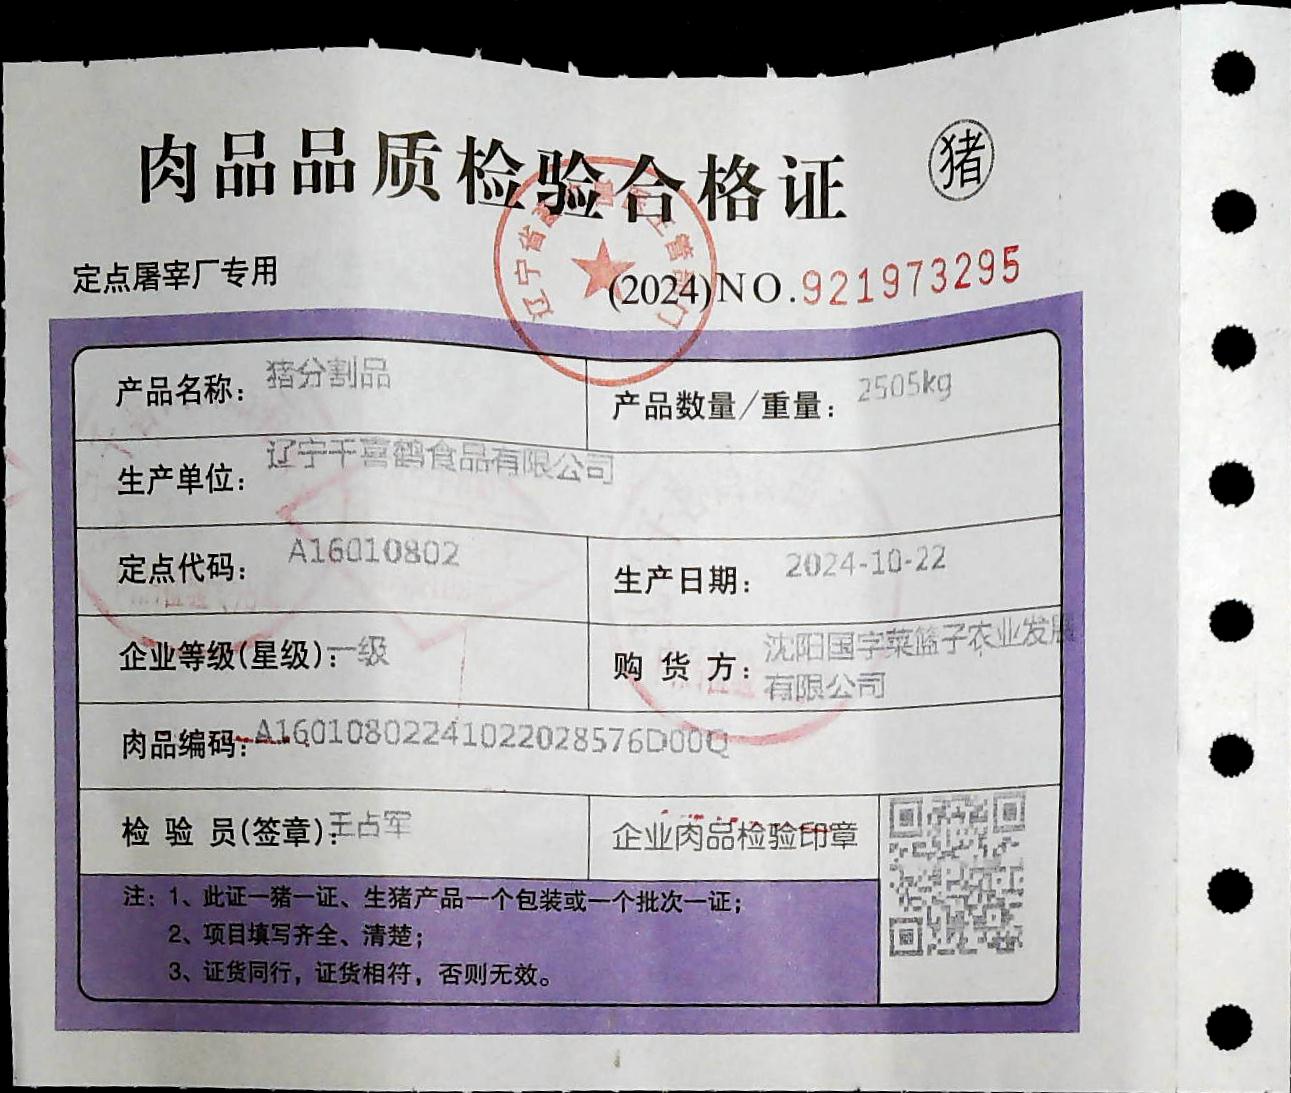 肉品品质检验合格证
猪
定点屠宰厂专用
(2024)NO.921973295
产品名称：猪分割品
产品数量/重量：2505kg
生产单位：辽宁千喜鹤食品有限公司
定点代码：A16010802
生产日期：2024-10-22
企业等级(星级)：一级
购货方：沈阳国字菜篮子农业发展
有限公司
肉品编码：A16010802241022028576D00Q
检验员(签章)：王占军
企业肉品检验印章
注：1、此证一猪一证、生猪产品一个包装或一个批次一证；
2、项目填写齐全、清楚；
3、证货同行，证货相符，否则无效。